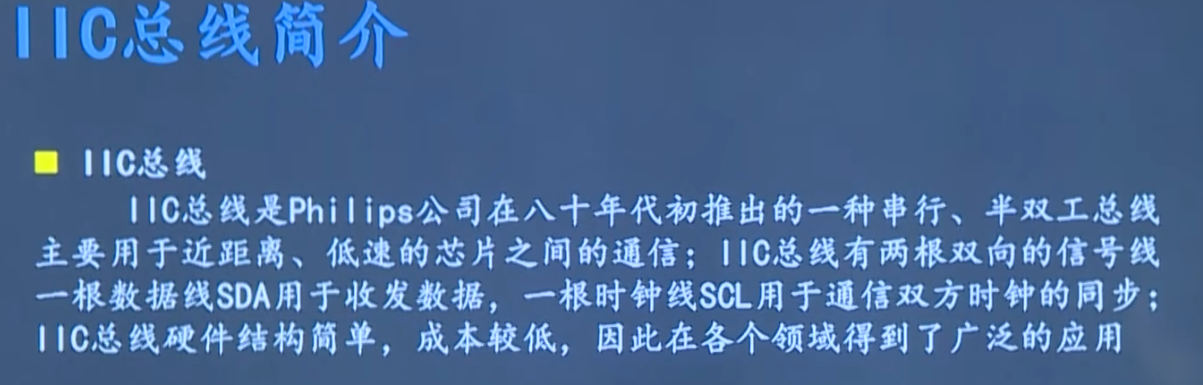 IIC总线简介
IIC总线
IIC总线是Philips公司在八十年代初推出的一种串行、半双工总线
主要用于近距离、低速的芯片之间的通信；IIC总线有两根双向的信号线
一根数据线SDA用于收发数据，一根时钟线SCL用于通信双方时钟的同步；
IIC总线硬件结构简单，成本较低，因此在各个领域得到了广泛的应用